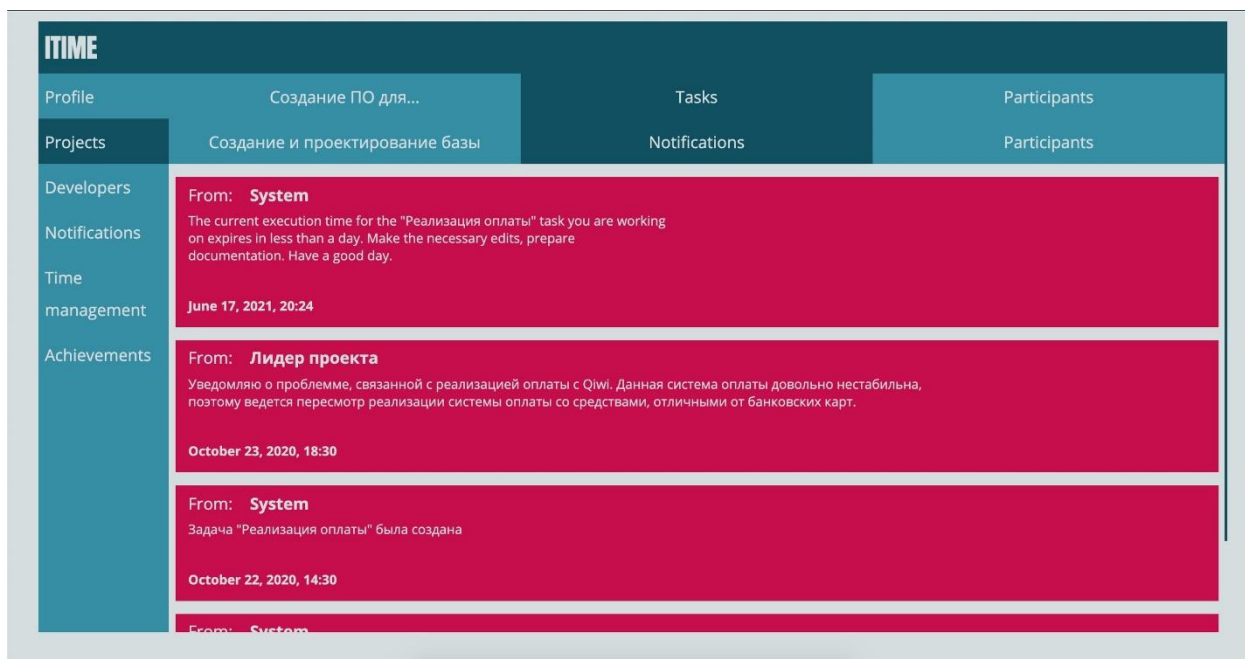 ITIME
Profile
Создание ПО для...
Tasks
Participants
Projects
Создание и проектирование базы
Notifications
Participants
Developers
Notifications
Time
management
Achievements
From: System
The current execution time for the "Реализация оплаты" task you are working
on expires in less than a day. Make the necessary edits, prepare
documentation. Have a good day.
June 17, 2021, 20:24
From: Лидер проекта
Уведомляю о проблемме, связанной с реализацией оплаты с Qiwi. Данная система оплаты довольно нестабильна,
поэтому ведется пересмотр реализации системы оплаты со средствами, отличными от банковских карт.
October 23, 2020, 18:30
From: System
Задача "Реализация оплаты" была создана
October 22, 2020, 14:30
From: System